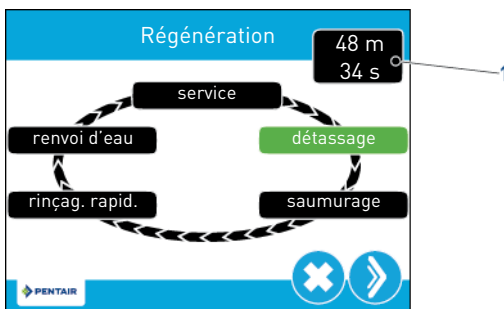 Régénération
48 m
34 s
service
renvoi d'eau
détassage
rinçag. rapid.
saumurage
PENTAIR